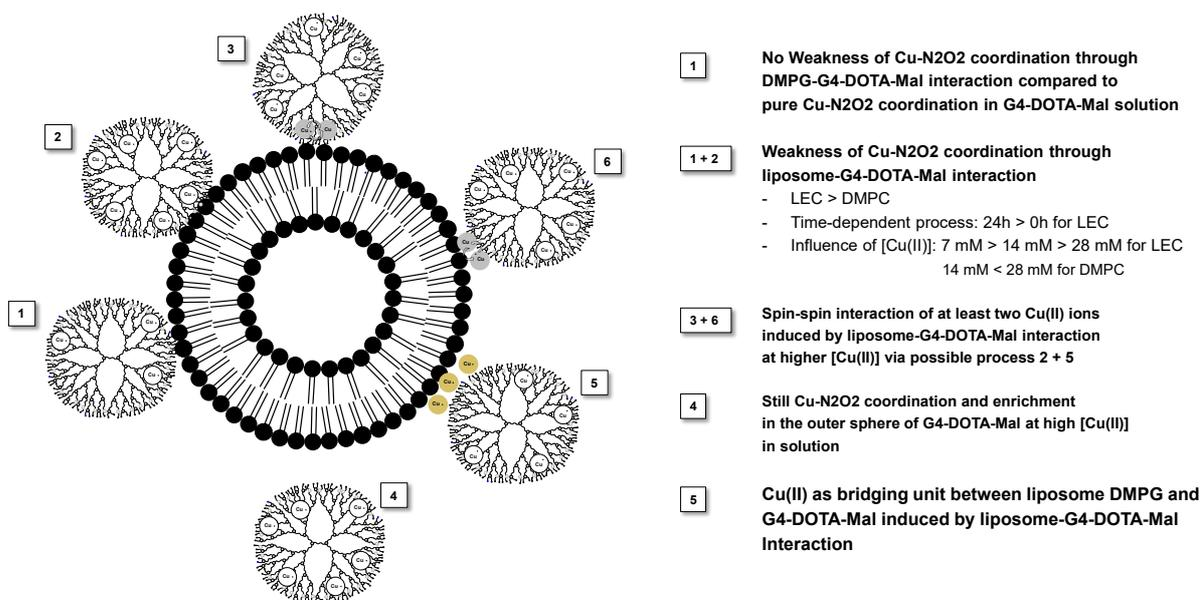 3
2
6
1
5
4
Cu
1
No Weakness of Cu-N2O2 coordination through
DMPG-G4-DOTA-Mal interaction compared to
pure Cu-N2O2 coordination in G4-DOTA-Mal solution
1 + 2
Weakness of Cu-N2O2 coordination through
liposome-G4-DOTA-Mal interaction
- LEC > DMPC
- Time-dependent process: 24h > 0h for LEC
- Influence of [Cu(II)]: 7 mM > 14 mM > 28 mM for LEC
14 mM < 28 mM for DMPC
3 + 6
Spin-spin interaction of at least two Cu(II) ions
induced by liposome-G4-DOTA-Mal interaction
at higher [Cu(II)] via possible process 2 + 5
4
Still Cu-N2O2 coordination and enrichment
in the outer sphere of G4-DOTA-Mal at high [Cu(II)]
in solution
5
Cu(II) as bridging unit between liposome DMPG and
G4-DOTA-Mal induced by liposome-G4-DOTA-Mal
Interaction